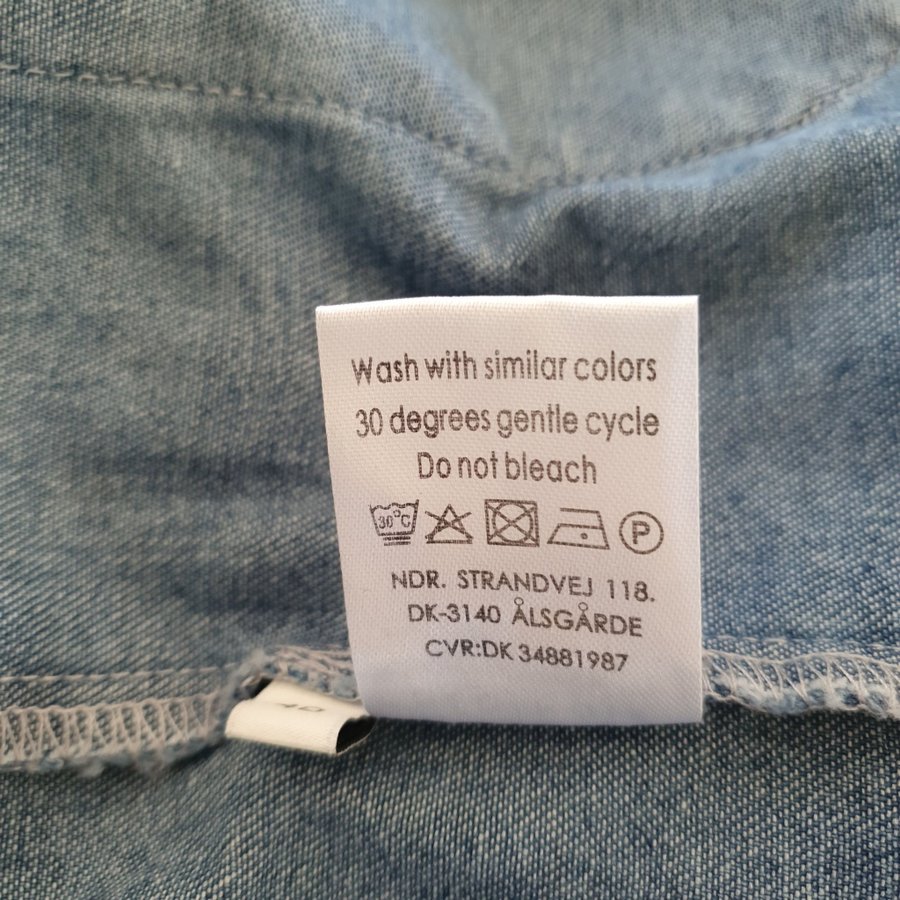 Wash with similar colors
30 degrees gentle cycle
Do not bleach
30°C P
NDR. STRANDVEJ 118.
DK-3140 ÅLSGÅRDE
CVR:DK 34881987
40